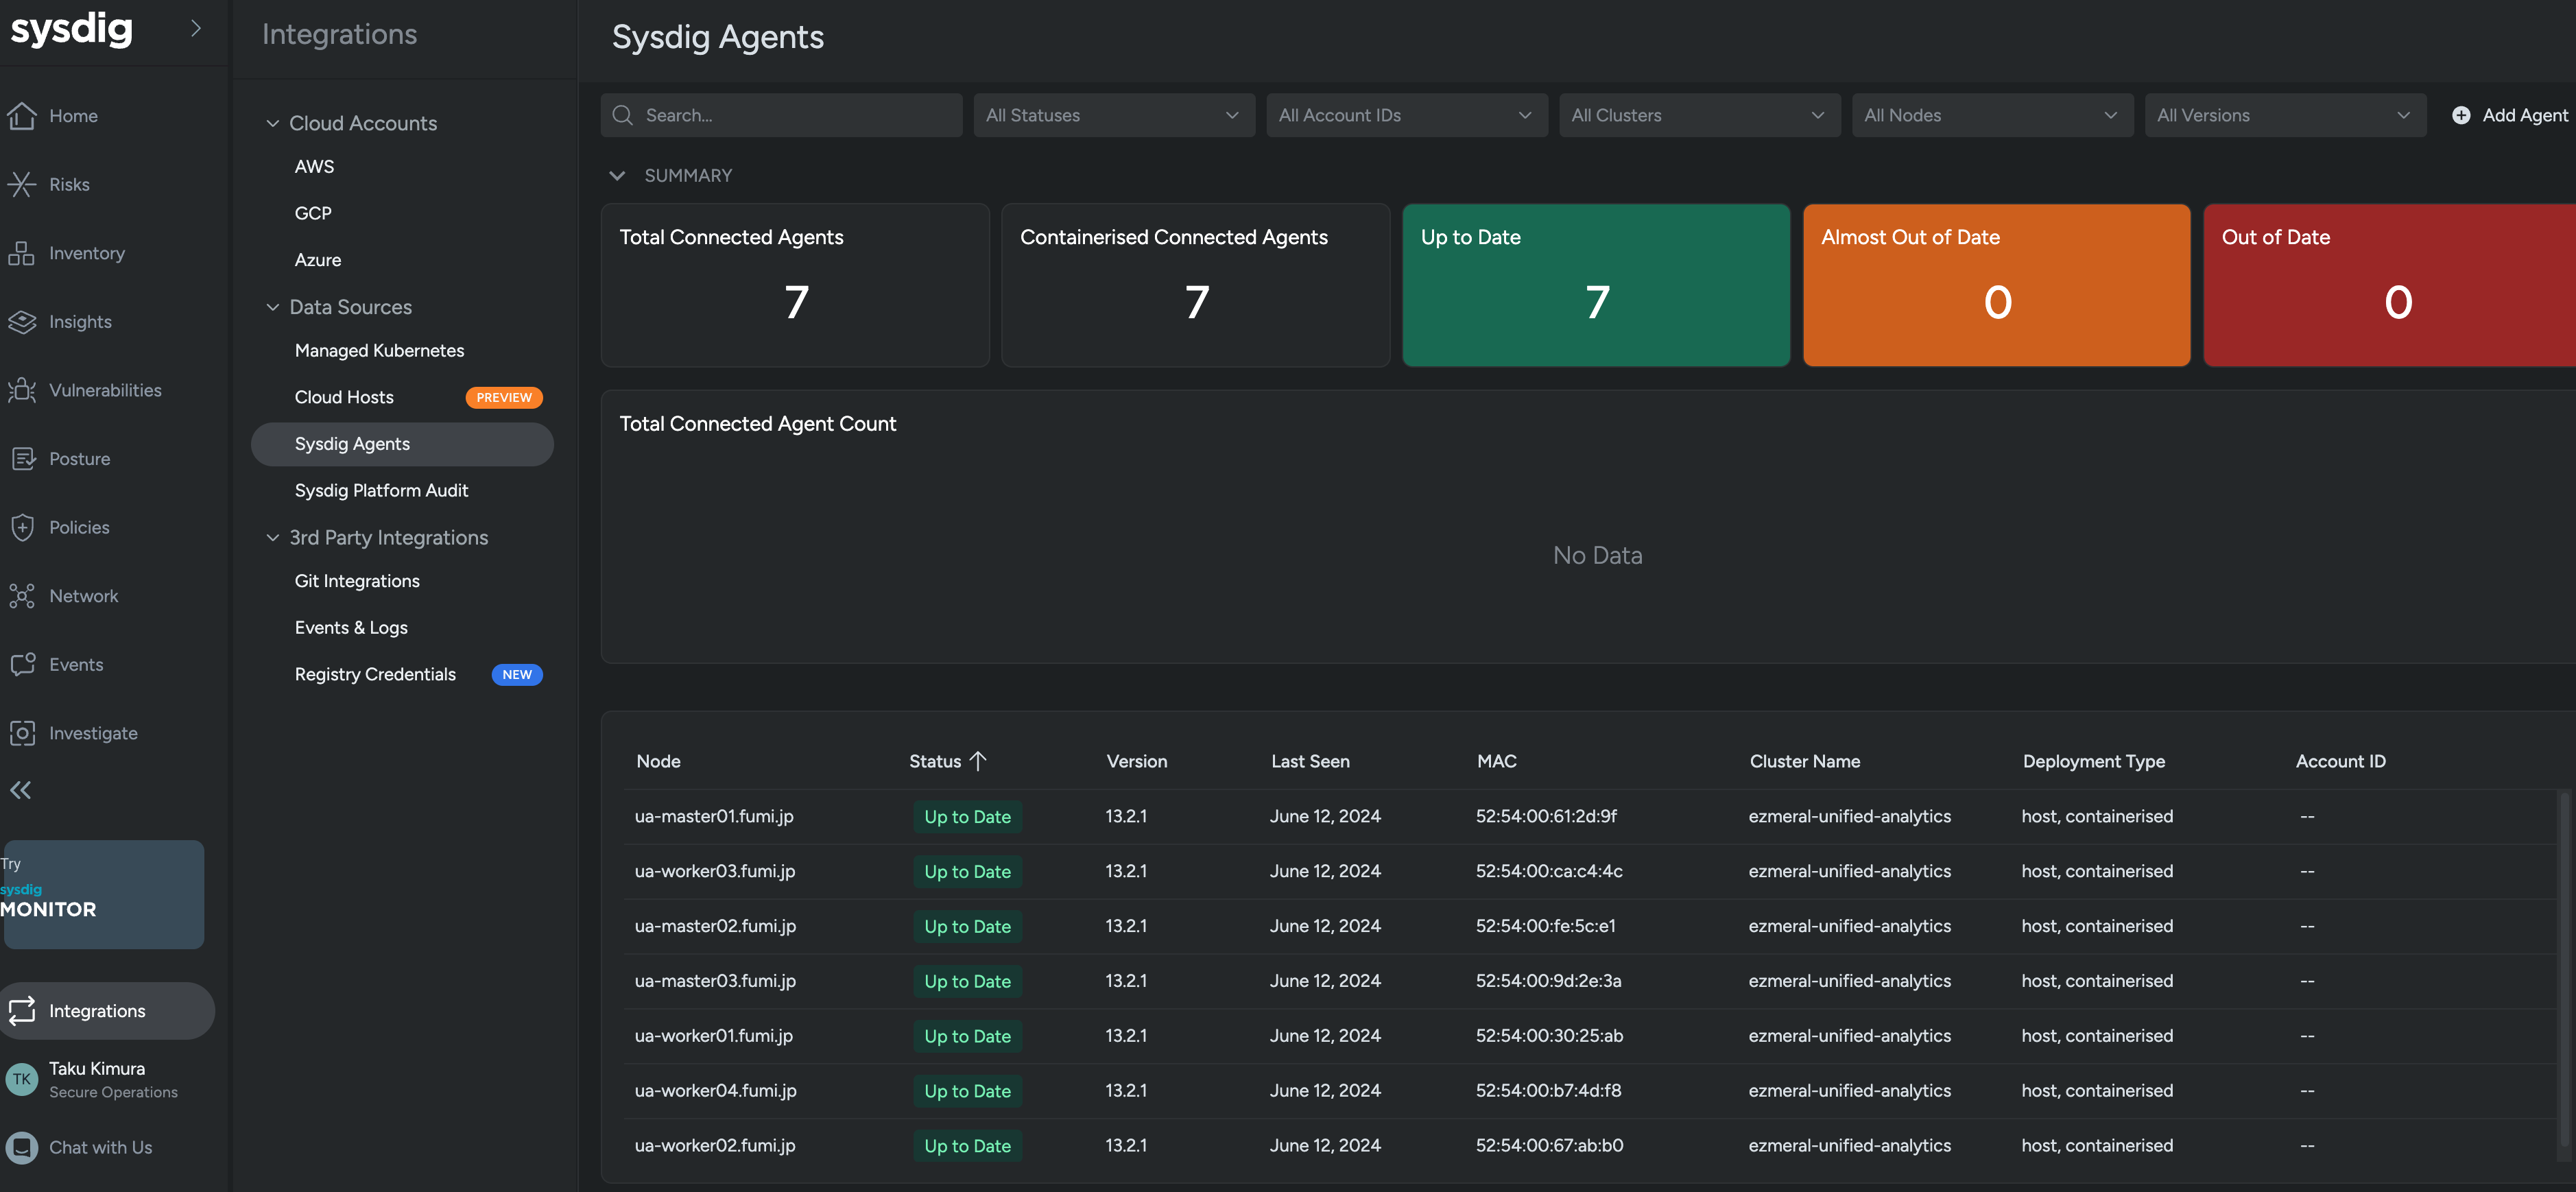 sysdig
Home
Risks
Inventory
Insights
Vulnerabilities
Posture
Policies
Network
Events
Investigate
Try
sysdig
MONITOR
Integrations
TK
Taku Kimura
Secure Operations
Chat with Us
Integrations
Cloud Accounts
AWS
GCP
Azure
Data Sources
Managed Kubernetes
Cloud Hosts PREVIEW
Sysdig Agents
Sysdig Platform Audit
3rd Party Integrations
Git Integrations
Events & Logs
Registry Credentials NEW
Sysdig Agents
Search... All Statuses All Account IDs All Clusters All Nodes All Versions Add Agent
SUMMARY
Total Connected Agents
7
Containerised Connected Agents
7
Up to Date
7
Almost Out of Date
0
Out of Date
0
Total Connected Agent Count
No Data
Node Status Version Last Seen MAC Cluster Name Deployment Type Account ID
ua-master01.fumi.jp Up to Date 13.2.1 June 12, 2024 52:54:00:61:2d:9f ezmeral-unified-analytics host, containerised --
ua-worker03.fumi.jp Up to Date 13.2.1 June 12, 2024 52:54:00:ca:c4:4c ezmeral-unified-analytics host, containerised --
ua-master02.fumi.jp Up to Date 13.2.1 June 12, 2024 52:54:00:fe:5c:e1 ezmeral-unified-analytics host, containerised --
ua-master03.fumi.jp Up to Date 13.2.1 June 12, 2024 52:54:00:9d:2e:3a ezmeral-unified-analytics host, containerised --
ua-worker01.fumi.jp Up to Date 13.2.1 June 12, 2024 52:54:00:30:25:ab ezmeral-unified-analytics host, containerised --
ua-worker04.fumi.jp Up to Date 13.2.1 June 12, 2024 52:54:00:b7:4d:f8 ezmeral-unified-analytics host, containerised --
ua-worker02.fumi.jp Up to Date 13.2.1 June 12, 2024 52:54:00:67:ab:b0 ezmeral-unified-analytics host, containerised --